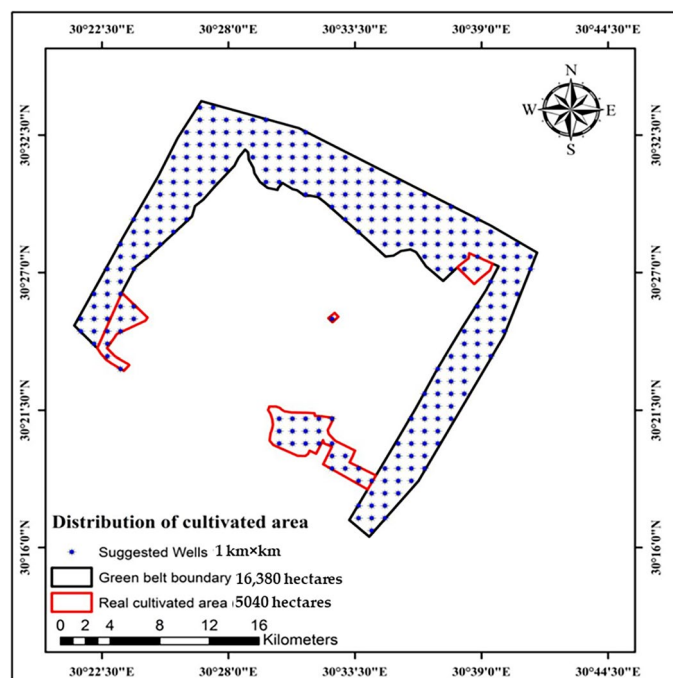 30°22'30"E 30°28'0"E 30°33'30"E 30°39'0"E 30°44'30"E
N
W E
S
30°32'30"N 30°32'30"N
30°27'0"N 30°27'0"N
30°21'30"N 30°21'30"N
30°16'0"N 30°16'0"N
Distribution of cultivated area
Suggested Wells 1 km×km
Green belt boundary 16,380 hectares
Real cultivated area 5040 hectares
0 2 4 8 12 16
Kilometers
30°22'30"E 30°28'0"E 30°33'30"E 30°39'0"E 30°44'30"E